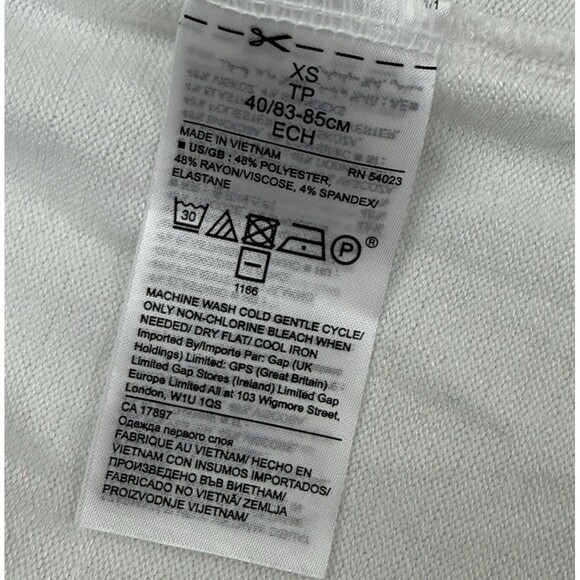 1/1
XS
TP
40/83-85CM
ECH
MADE IN VIETNAM RN 54023
■ US/GB : 48% POLYESTER,
48% RAYON/VISCOSE, 4% SPANDEX/
ELASTANE
30 P ®
1166
MACHINE WASH COLD GENTLE CYCLE/
ONLY NON-CHLORINE BLEACH WHEN
NEEDED/ DRY FLAT/ COOL IRON
Imported By/Importe Par: Gap (UK
Holdings) Limited: GPS (Great Britain)
Limited Gap Stores (Ireland) Limited Gap
Europe Limited All at 103 Wigmore Street,
London, W1U 1QS
CA 17897
Одежда первого слоя
FABRIQUE AU VIETNAM/ HECHO EN
VIETNAM CON INSUMOS IMPORTADOS/
ПРОИЗВЕДЕНО ВЪВ ВИЕТНАМ/
FABRICADO NO VIETNÃ/ ZEMLJA
PROIZVODNJE VIJETNAM/